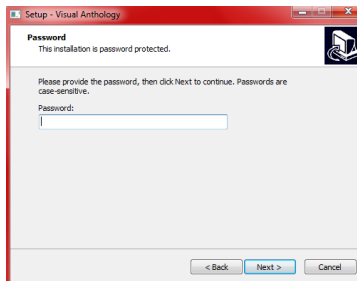 Setup - Visual Anthology
Password
This installation is password protected.
Please provide the password, then click Next to continue. Passwords are
case-sensitive.
Password:
< Back
Next >
Cancel